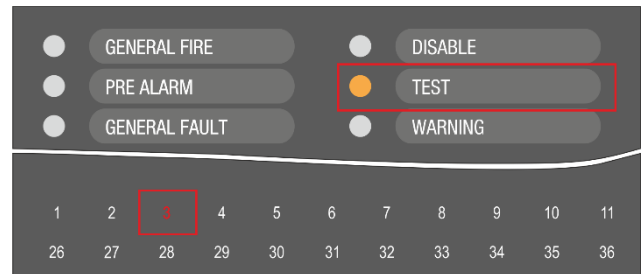 GENERAL FIRE DISABLE
PRE ALARM TEST
GENERAL FAULT WARNING
1 2 3 4 5 6 7 8 9 10 11
26 27 28 29 30 31 32 33 34 35 36